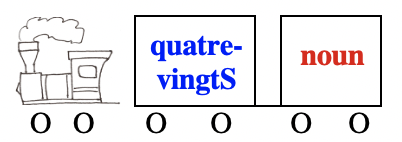 quatre-
vingtS
noun
O O O O O O